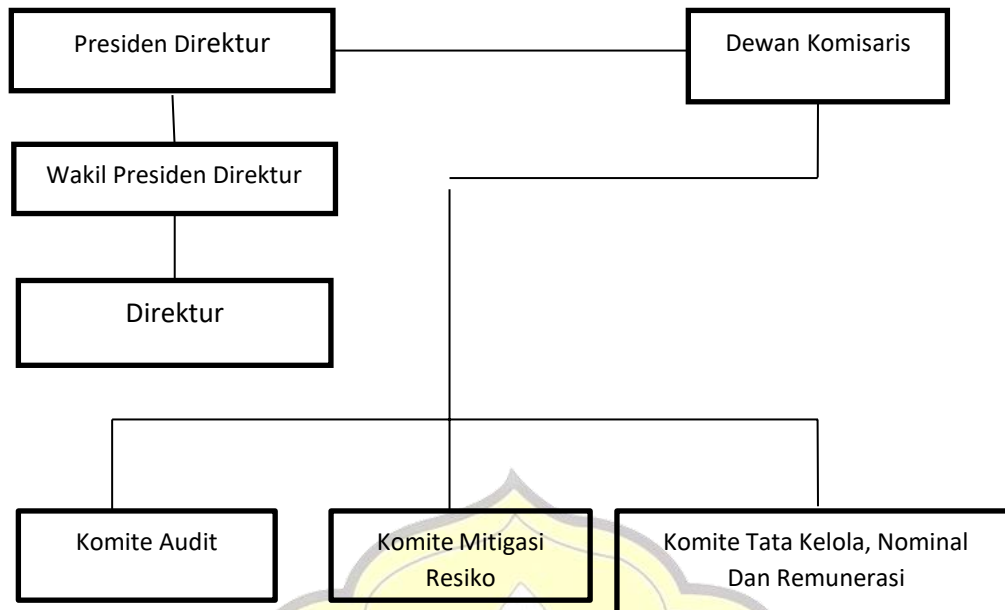 Presiden Direktur
Dewan Komisaris
Wakil Presiden Direktur
Direktur
Komite Audit
Komite Mitigasi
Resiko
Komite Tata Kelola, Nominal
Dan Remunerasi